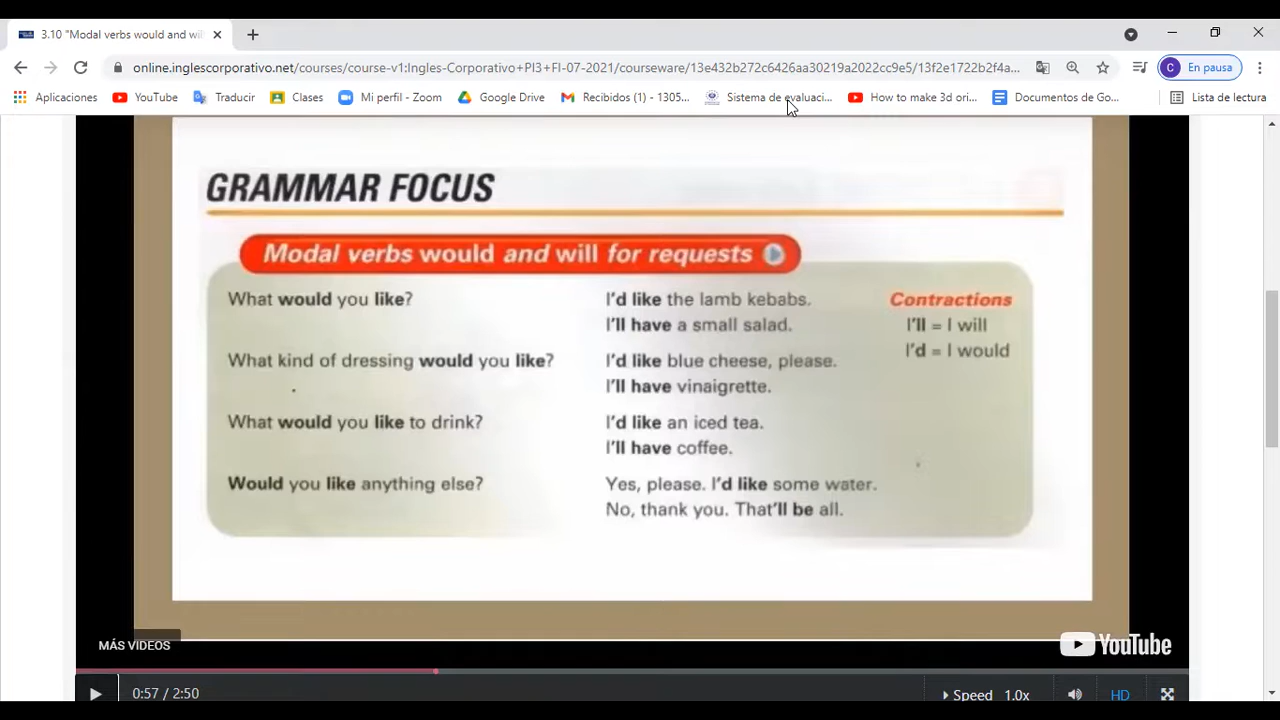 3.10 "Modal verbs would and wil
online.inglescorporativo.net/courses/course-v1:Ingles-Corporativo+PI3+FI-07-2021/courseware/13e432b272c6426aa30219a2022cc9e5/13f2e1722b2f4a...
C En pausa
Aplicaciones YouTube Traducir Clases Mi perfil - Zoom Google Drive Recibidos (1) - 1305... Sistema de evaluaci... How to make 3d ori... Documentos de Go... Lista de lectura
GRAMMAR FOCUS
Modal verbs would and will for requests
What would you like? I'd like the lamb kebabs. Contractions
I'll have a small salad. I'll = I will
What kind of dressing would you like? I'd like blue cheese, please. I'd = I would
I'll have vinaigrette.
What would you like to drink? I'd like an iced tea.
I'll have coffee.
Would you like anything else? Yes, please. I'd like some water.
No, thank you. That'll be all.
MÁS VIDEOS YouTube
0:57 / 2:50 Speed 1.0x HD